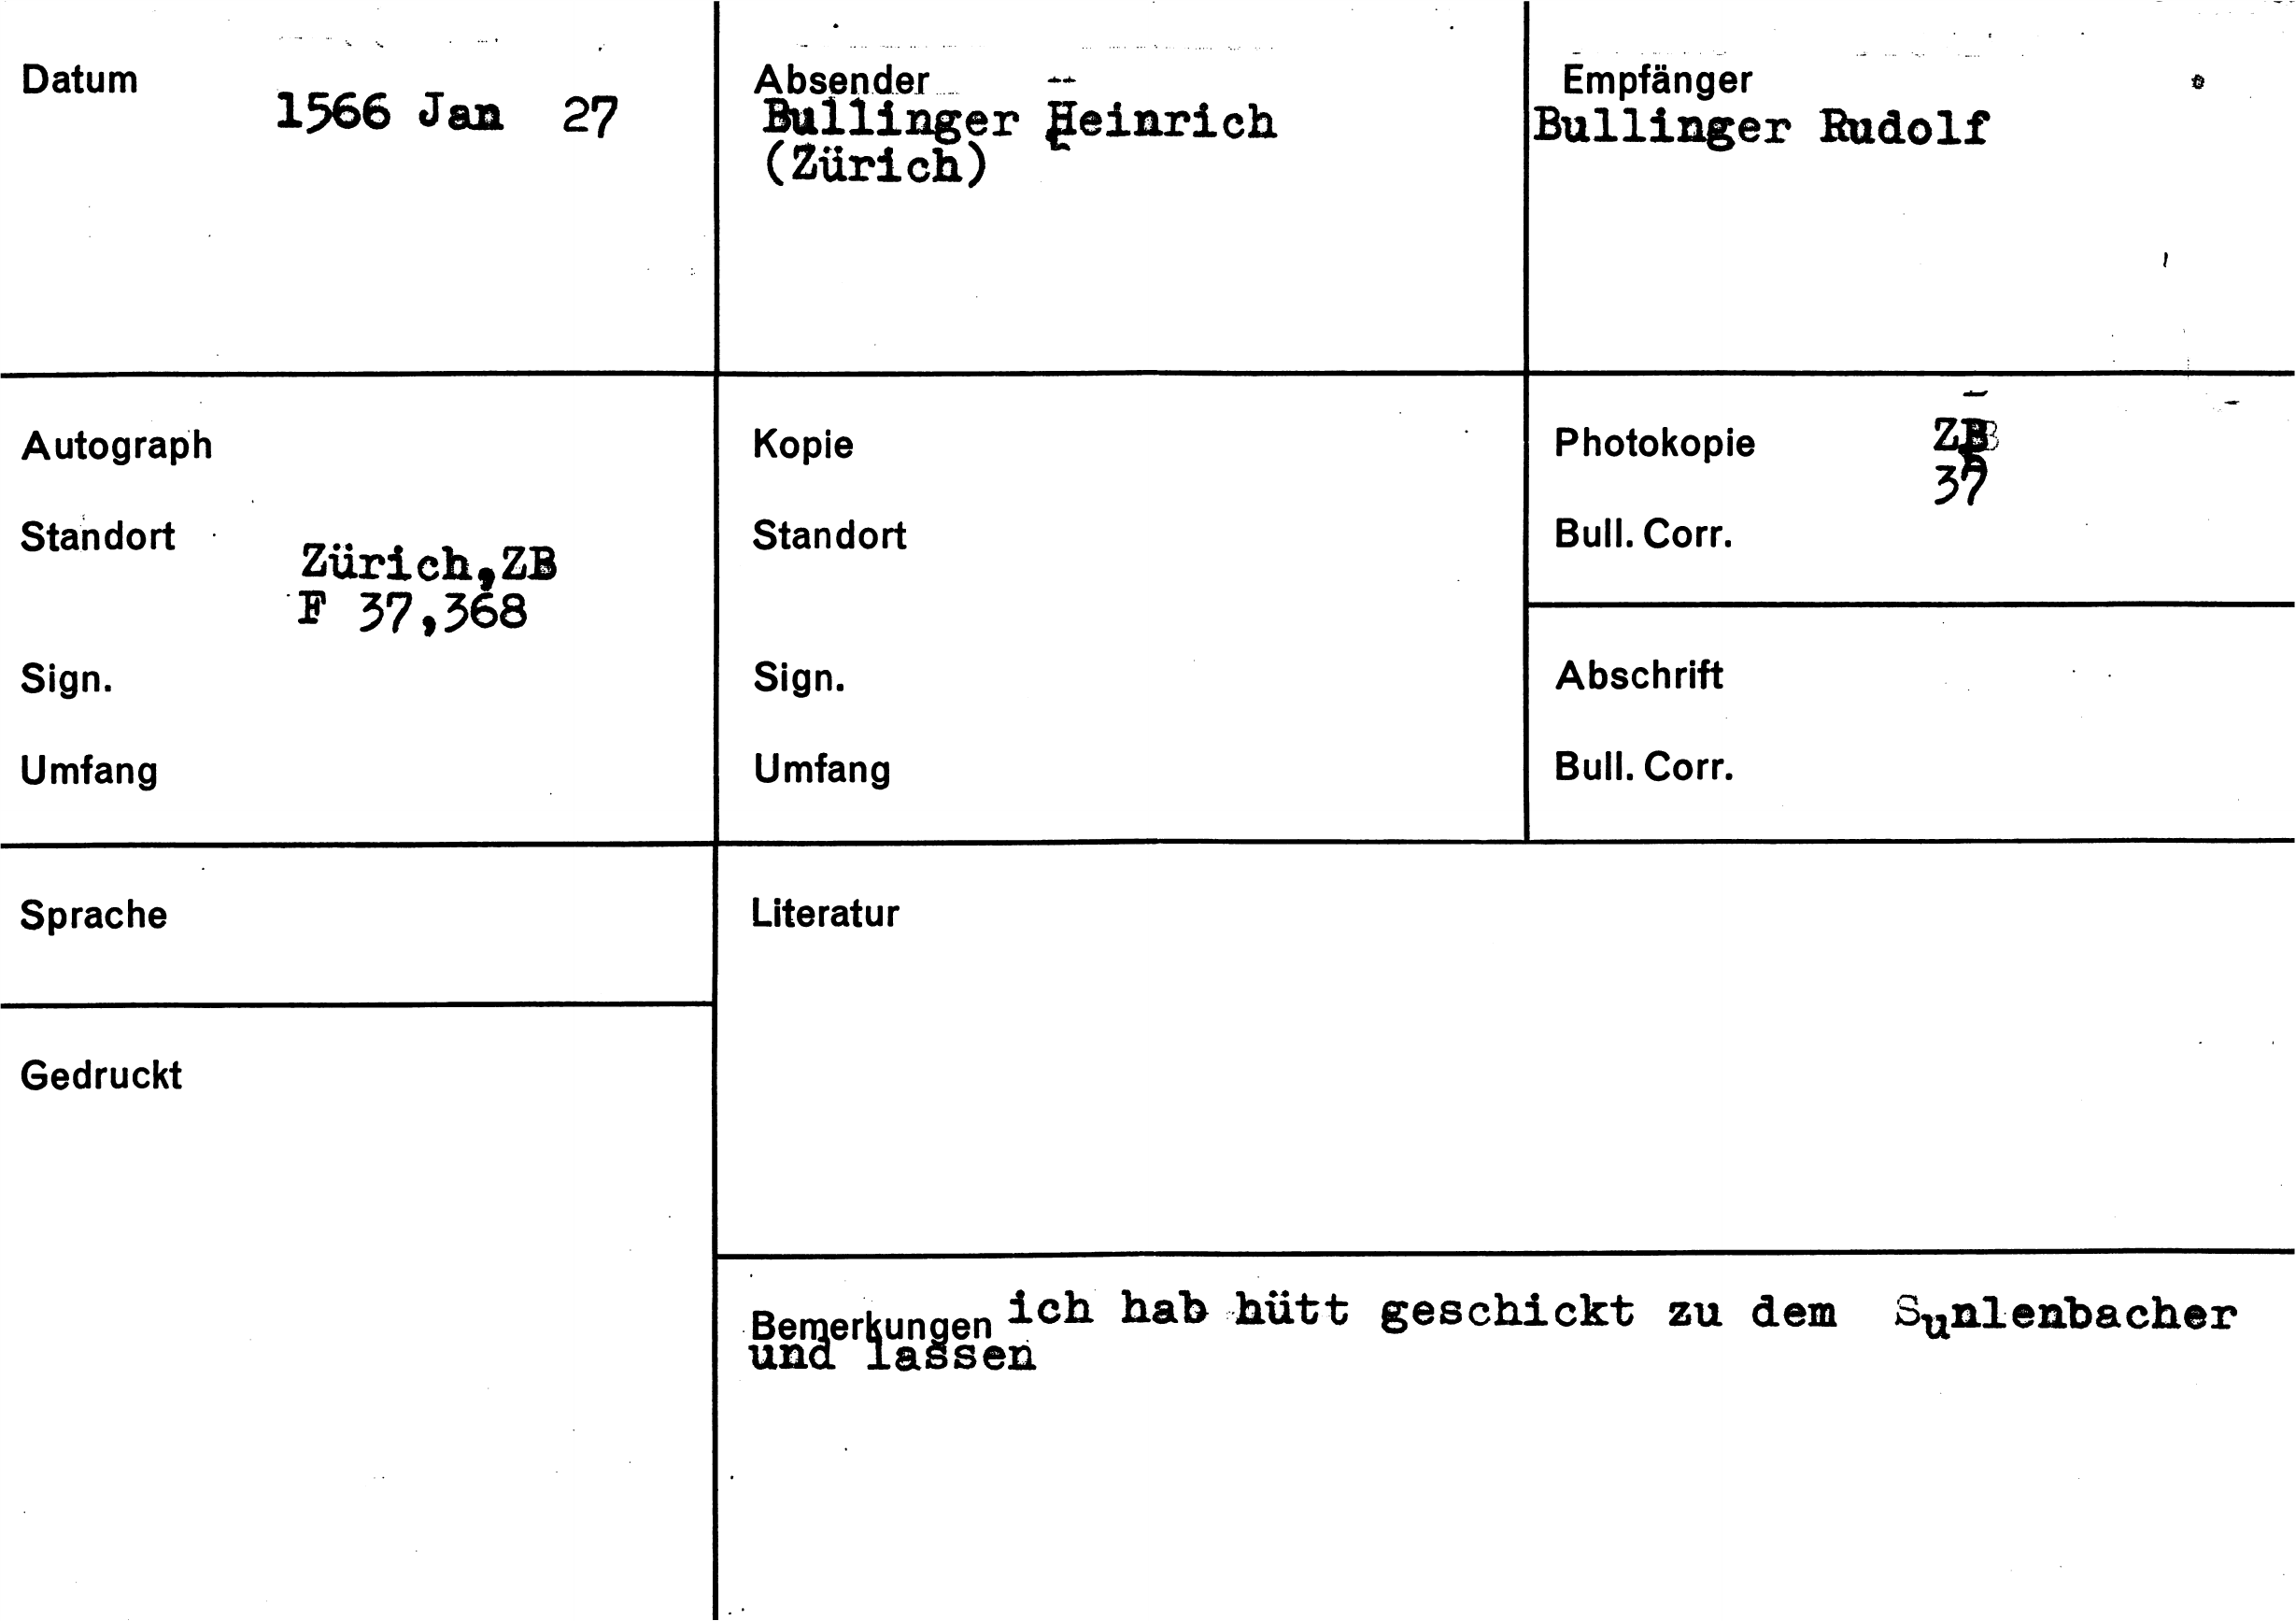 Datum
1566 Jan 27
Absender
Bullinger Heinrich
(Zürich)
Empfänger
Bullinger Rudolf
Autograph
Standort
Zürich,ZB
F 37,368
Sign.
Umfang
Kopie
Standort
Sign.
Umfang
Photokopie
ZB
37
Bull. Corr.
Abschrift
Bull. Corr.
Sprache
Gedruckt
Literatur
Bemerkungen ich hab hütt geschickt zu dem Sunlenbacher
und lassen